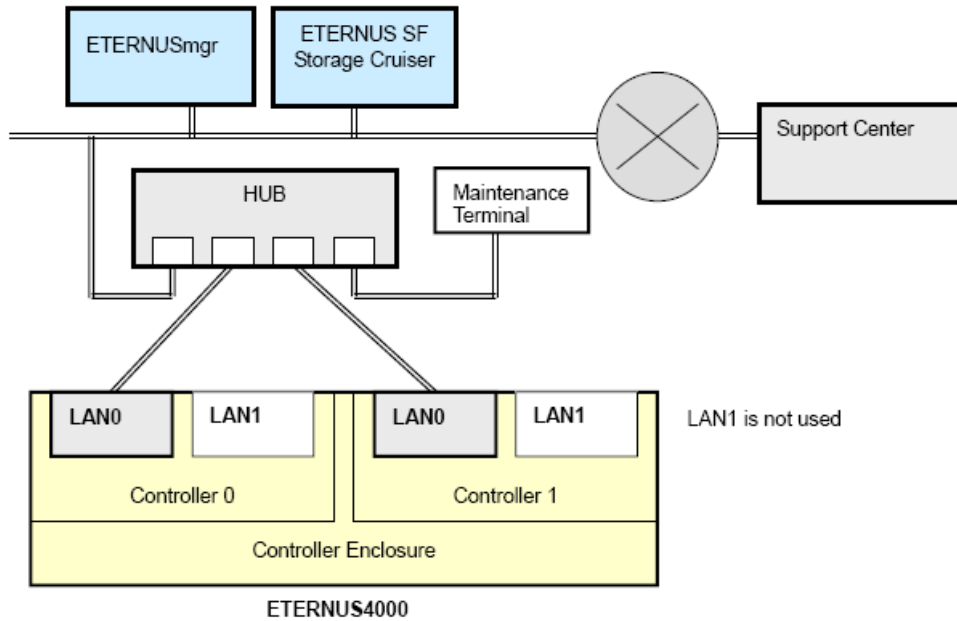 ETERNUSmgr
ETERNUS SF
Storage Cruiser
Support Center
HUB
Maintenance
Terminal
LAN0
LAN1
LAN0
LAN1
LAN1 is not used
Controller 0
Controller 1
Controller Enclosure
ETERNUS4000